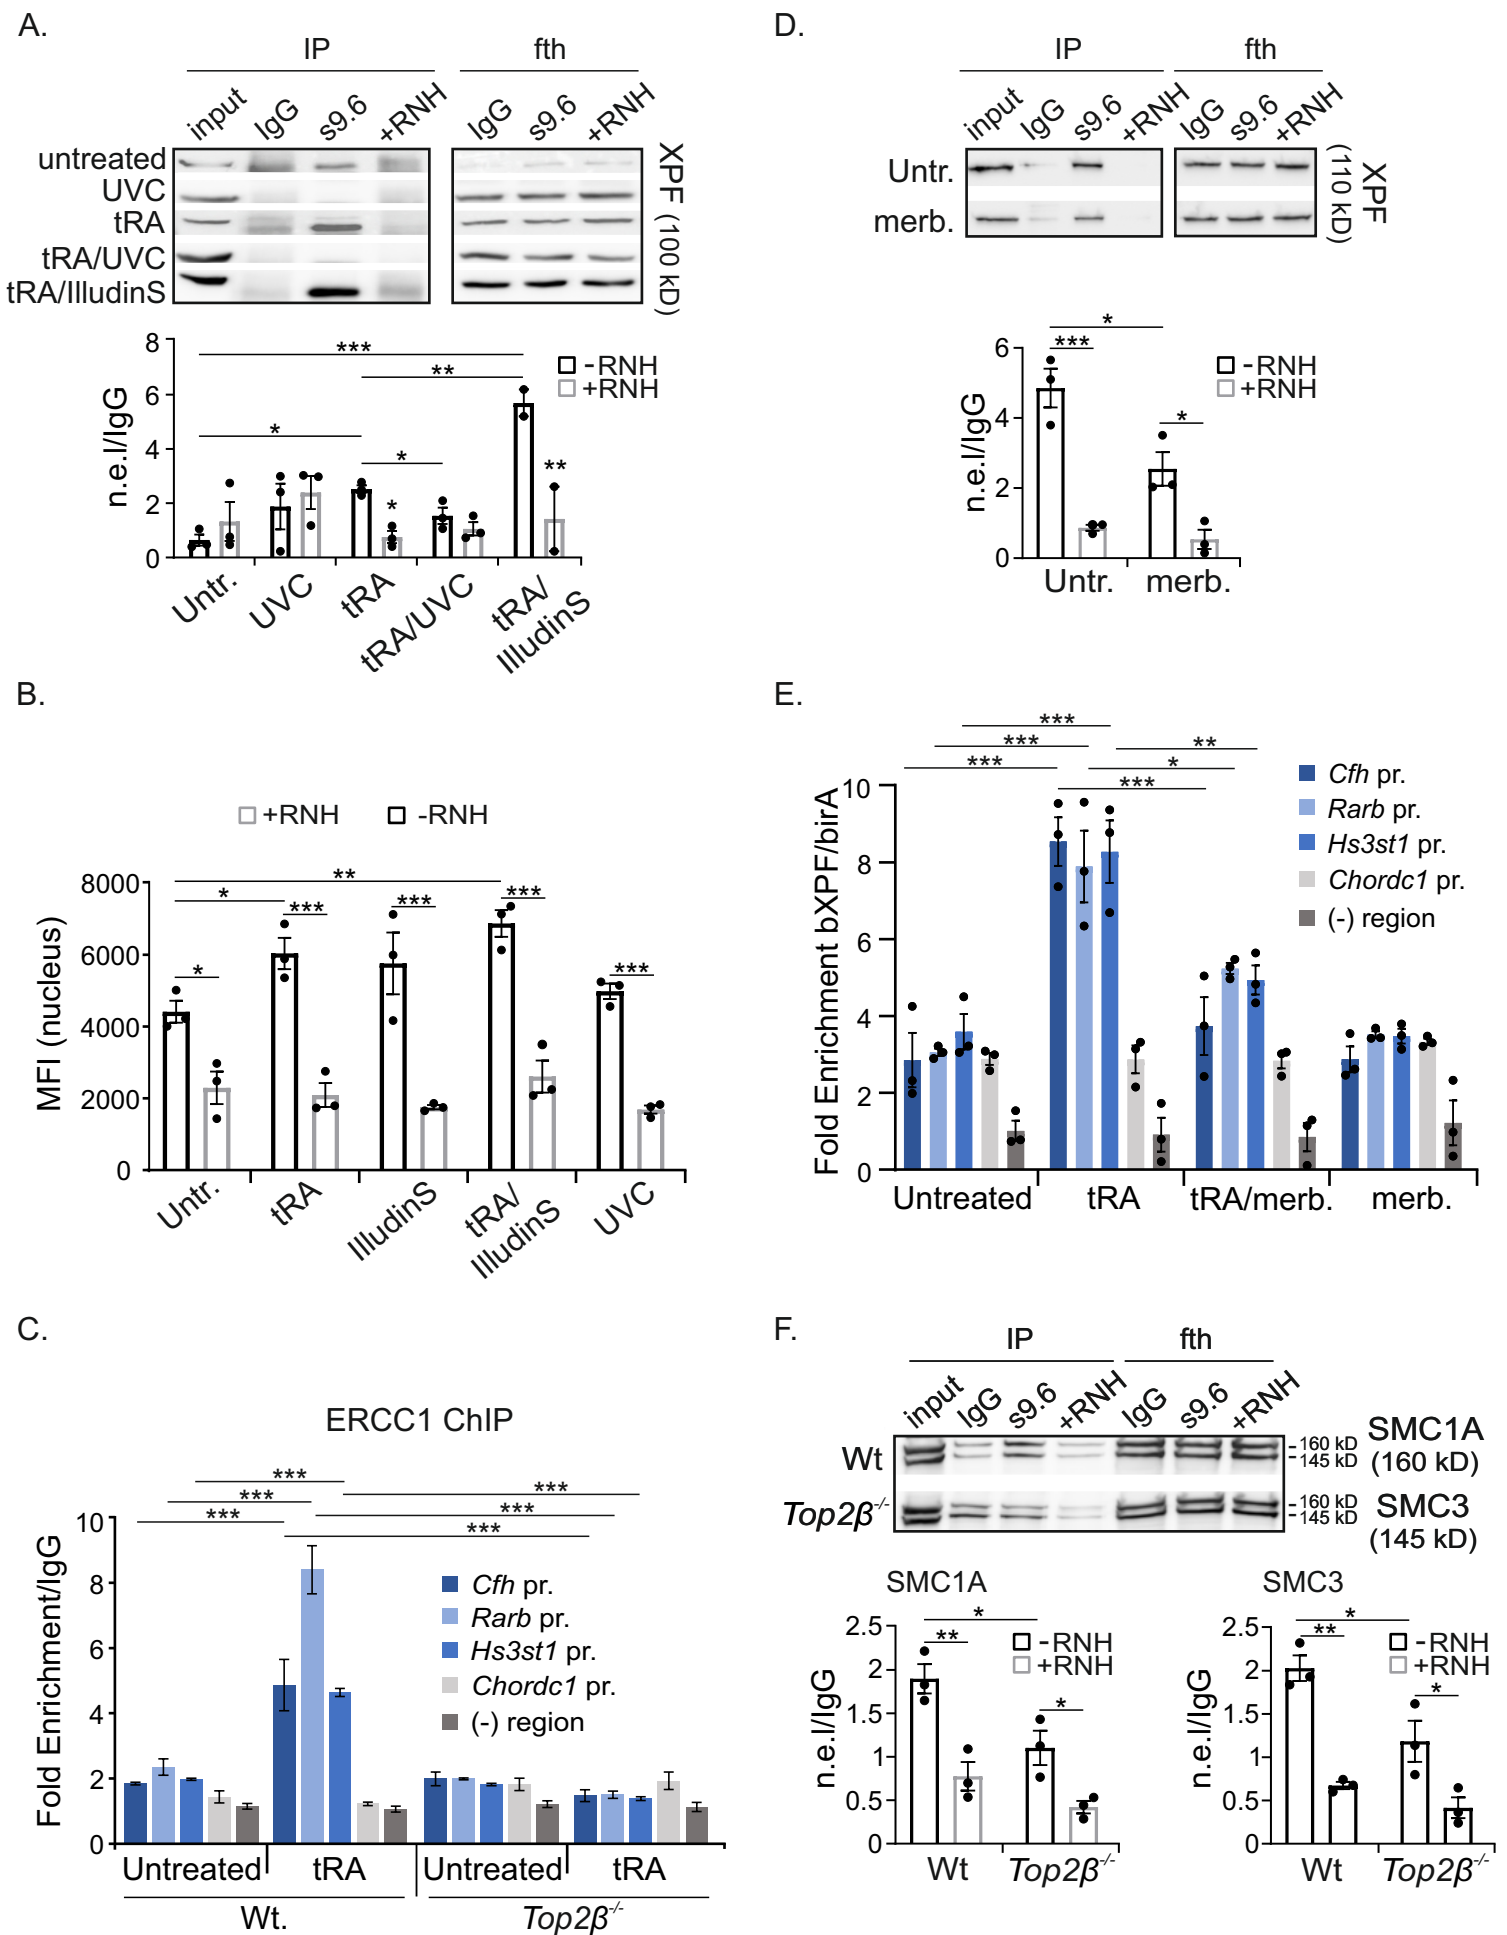 A.
IP
fth
input
IgG
s9.6
+RNH
IgG
s9.6
+RNH
untreated
UVC
tRA
tRA/UVC
tRA/IlludinS
XPF (100 kD)
8
6
4
2
0
n.e.I/IgG
***
**
*
*
*
**
-RNH
+RNH
Untr.
UVC
tRA
tRA/UVC
tRA/
IlludinS
D.
IP
fth
input
IgG
s9.6
+RNH
IgG
s9.6
+RNH
Untr.
merb.
XPF
(110 kD)
6
4
2
0
n.e.I/IgG
*
***
*
-RNH
+RNH
Untr.
merb.
B.
+RNH
-RNH
8000
6000
4000
2000
0
MFI (nucleus)
**
*
*
***
***
***
***
Untr.
tRA
IlludinS
tRA/
IlludinS
UVC
E.
***
***
***
**
*
***
10
8
6
4
2
0
Fold Enrichment bXPF/birA
Cfh pr.
Rarb pr.
Hs3st1 pr.
Chordc1 pr.
(-) region
Untreated
tRA
tRA/merb.
merb.
C.
ERCC1 ChIP
***
***
***
***
***
***
10
8
6
4
2
0
Fold Enrichment/IgG
Cfh pr.
Rarb pr.
Hs3st1 pr.
Chordc1 pr.
(-) region
Untreated
tRA
Untreated
tRA
Wt.
Top2β-/-
F.
IP
fth
input
IgG
s9.6
+RNH
IgG
s9.6
+RNH
Wt
Top2β-/-
-160 kD
-145 kD
-160 kD
-145 kD
SMC1A
(160 kD)
SMC3
(145 kD)
SMC1A
2.5
2
1.5
1
0.5
0
n.e.I/IgG
*
**
*
-RNH
+RNH
Wt
Top2β-/-
SMC3
2.5
2
1.5
1
0.5
0
n.e.I/IgG
*
**
*
-RNH
+RNH
Wt
Top2β-/-